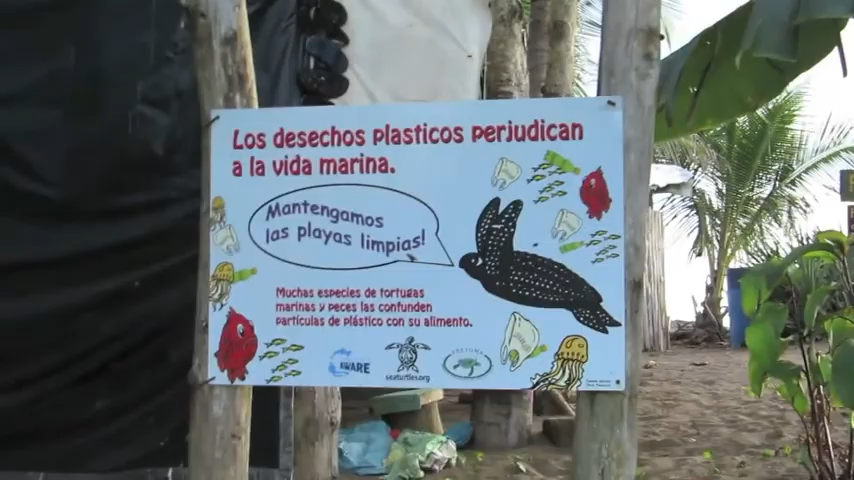 Los desechos plasticos perjudican
a la vida marina.
Mantengamos
las playas limpias!
Muchas especies de tortugas
marinas y peces las confunden
partículas de plástico con su alimento.
AWARE
seaturtles.org
PRETOMA